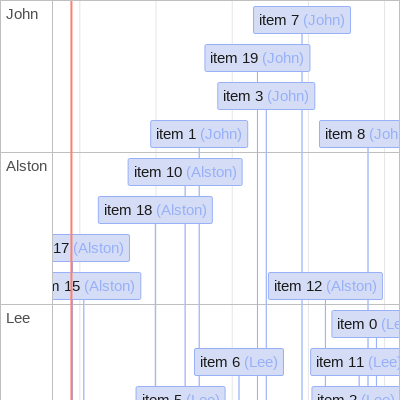 John
item 7 (John)
item 19 (John)
item 3 (John)
item 1 (John)
item 8 (Joh
Alston
item 10 (Alston)
item 18 (Alston)
17 (Alston)
m 15 (Alston)
item 12 (Alston)
Lee
item 0 (Le
item 6 (Lee)
item 11 (Lee)
item 5 (Lee)
item 2 (Lee)